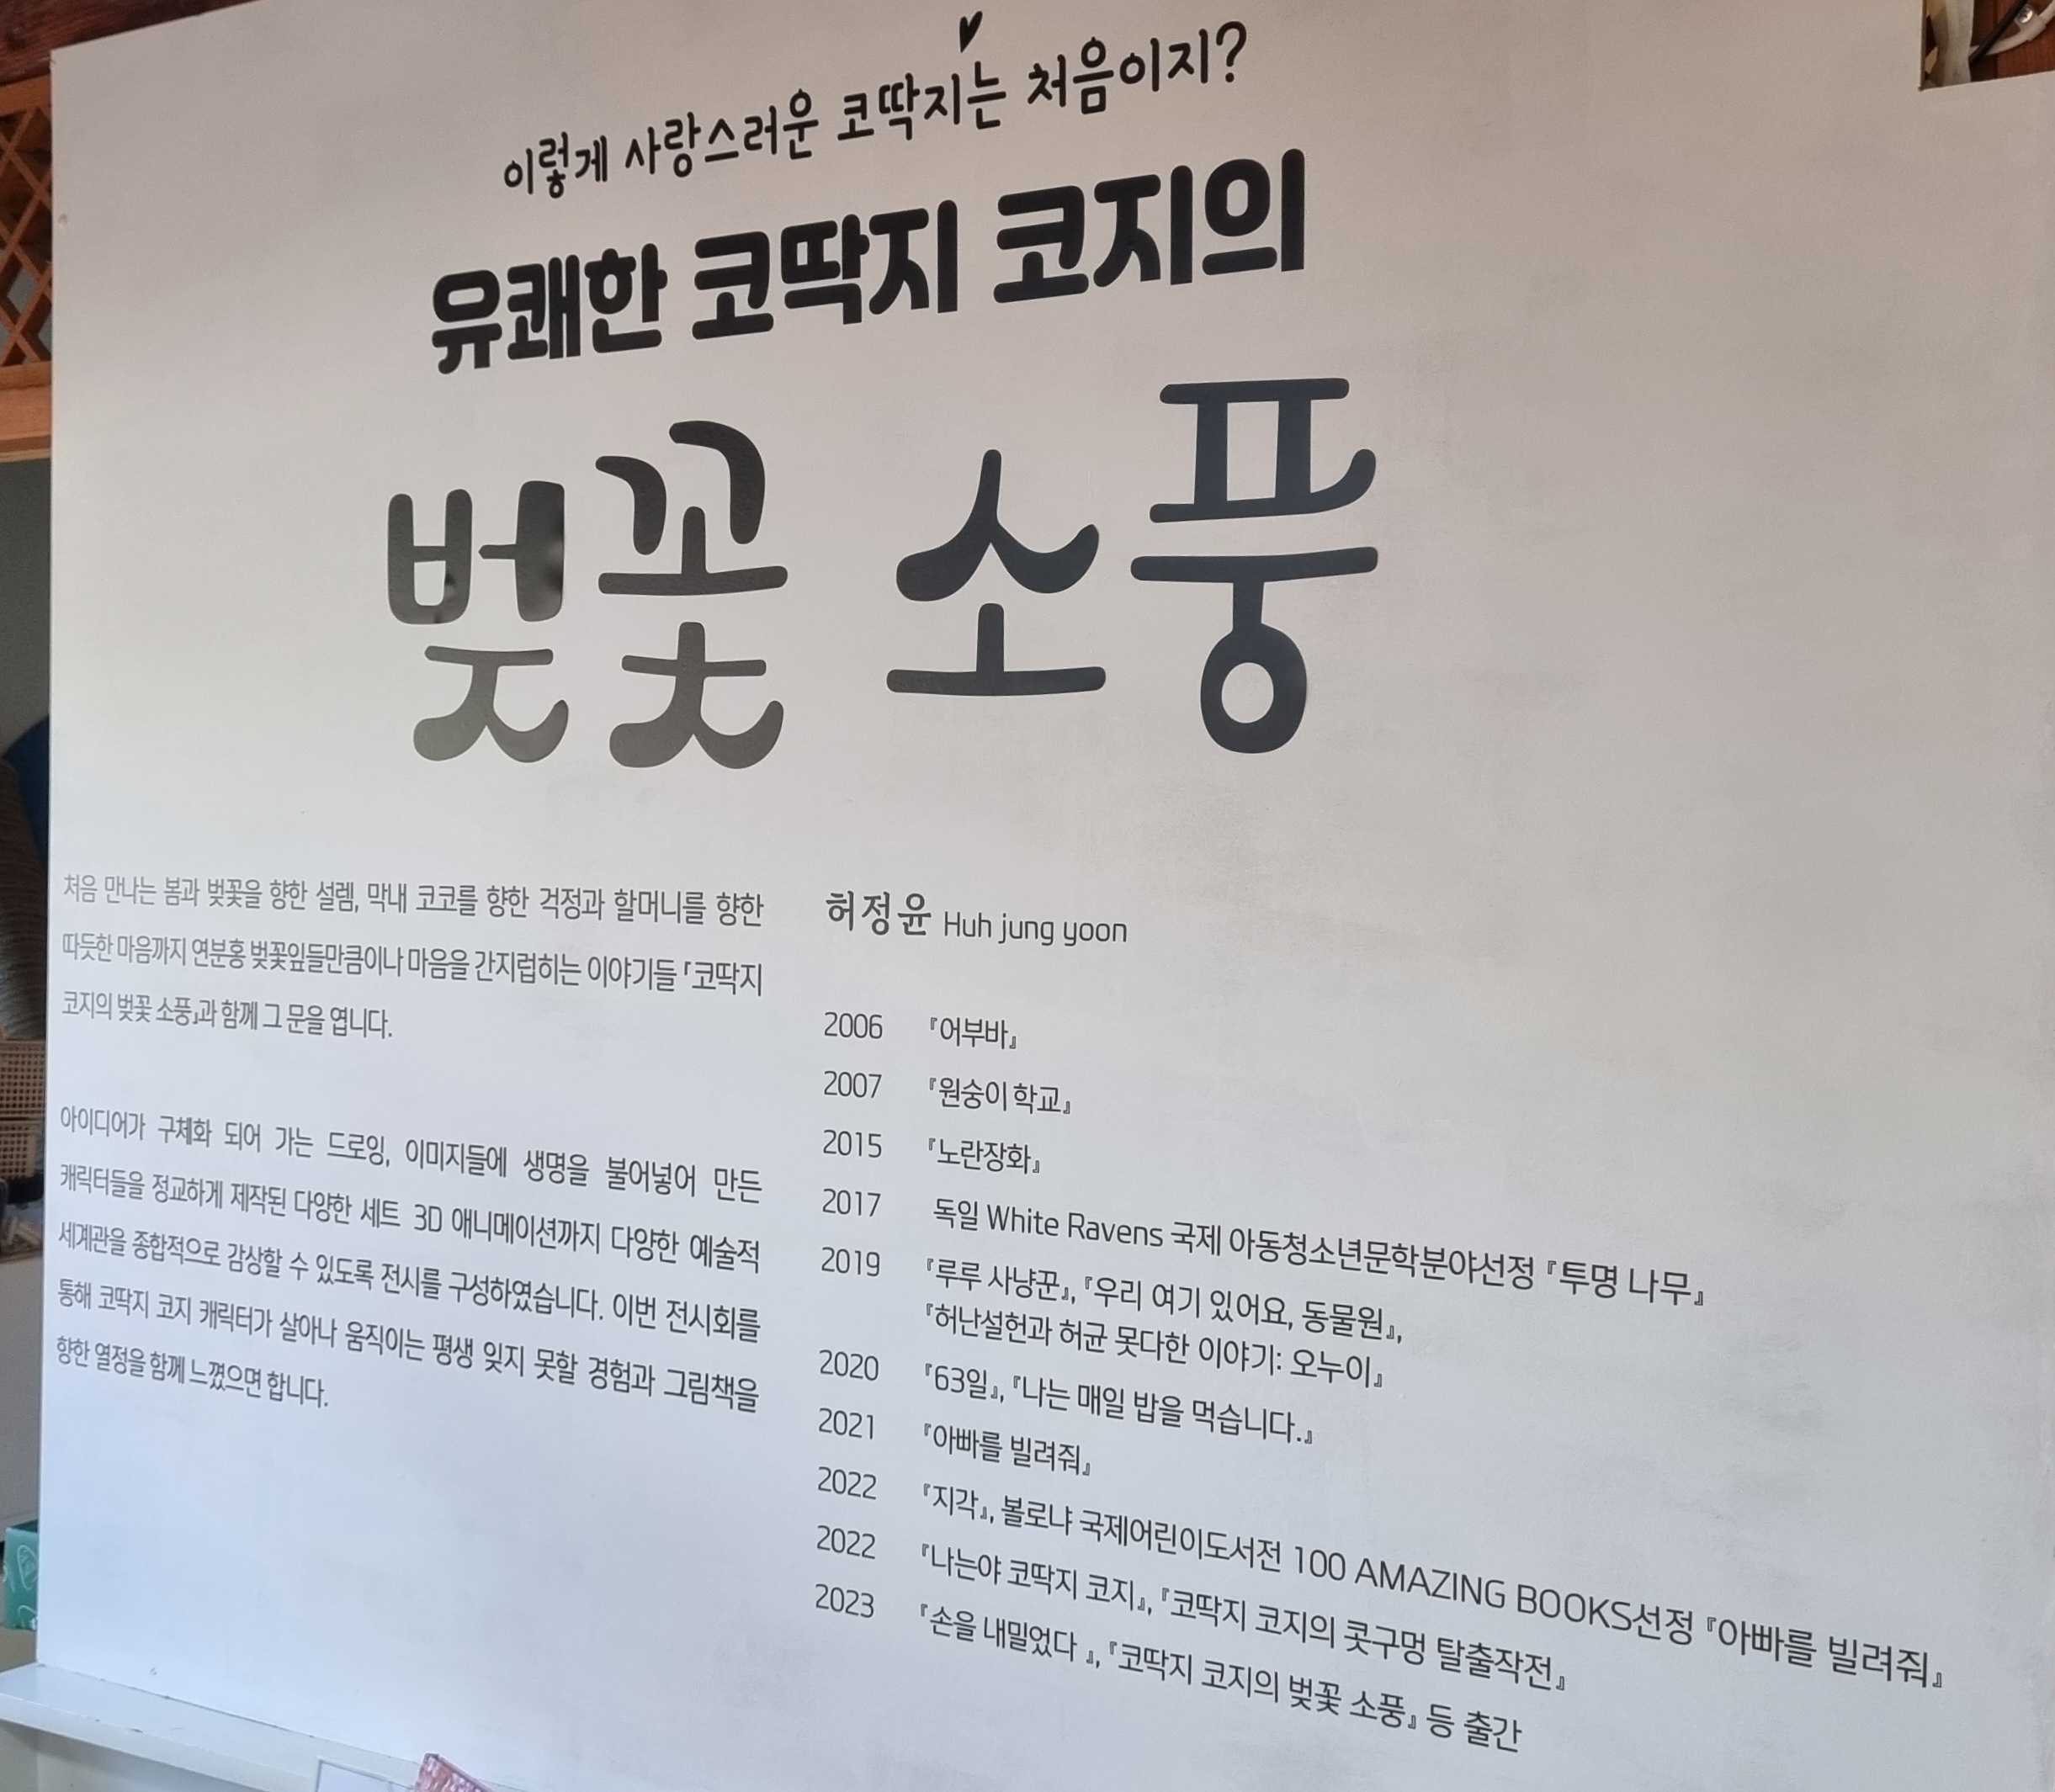 이렇게 사랑스러운 코딱지는 처음이지?
유쾌한 코딱지 코지의
벚꽃 소풍
처음 만나는 봄과 벚꽃을 향한 설렘, 막내 코코를 향한 걱정과 할머니를 향한
따듯한 마음까지 연분홍 벚꽃잎들만큼이나 마음을 간지럽히는 이야기들 『코딱지
코지의 벚꽃 소풍』과 함께 그 문을 엽니다.
아이디어가 구체화 되어 가는 드로잉, 이미지들에 생명을 불어넣어 만든
캐릭터들을 정교하게 제작된 다양한 세트 3D 애니메이션까지 다양한 예술적
세계관을 종합적으로 감상할 수 있도록 전시를 구성하였습니다. 이번 전시회를
통해 코딱지 코지 캐릭터가 살아나 움직이는 평생 잊지 못할 경험과 그림책을
향한 열정을 함께 느꼈으면 합니다.
허정윤 Huh jung yoon
2006 『어부바』
2007 『원숭이 학교』
2015 『노란장화』
2017 독일 White Ravens 국제 아동청소년문학분야선정 『투명 나무』
2019 『루루 사냥꾼』, 『우리 여기 있어요, 동물원』,
『허난설헌과 허균 못다한 이야기: 오누이』
2020 『63일』, 『나는 매일 밥을 먹습니다.』
2021 『아빠를 빌려줘』
2022 『지각』, 볼로냐 국제어린이도서전 100 AMAZING BOOKS선정 『아빠를 빌려줘』
2022 『나는야 코딱지 코지』, 『코딱지 코지의 콧구멍 탈출작전』
2023 『손을 내밀었다 』, 『코딱지 코지의 벚꽃 소풍』 등 출간